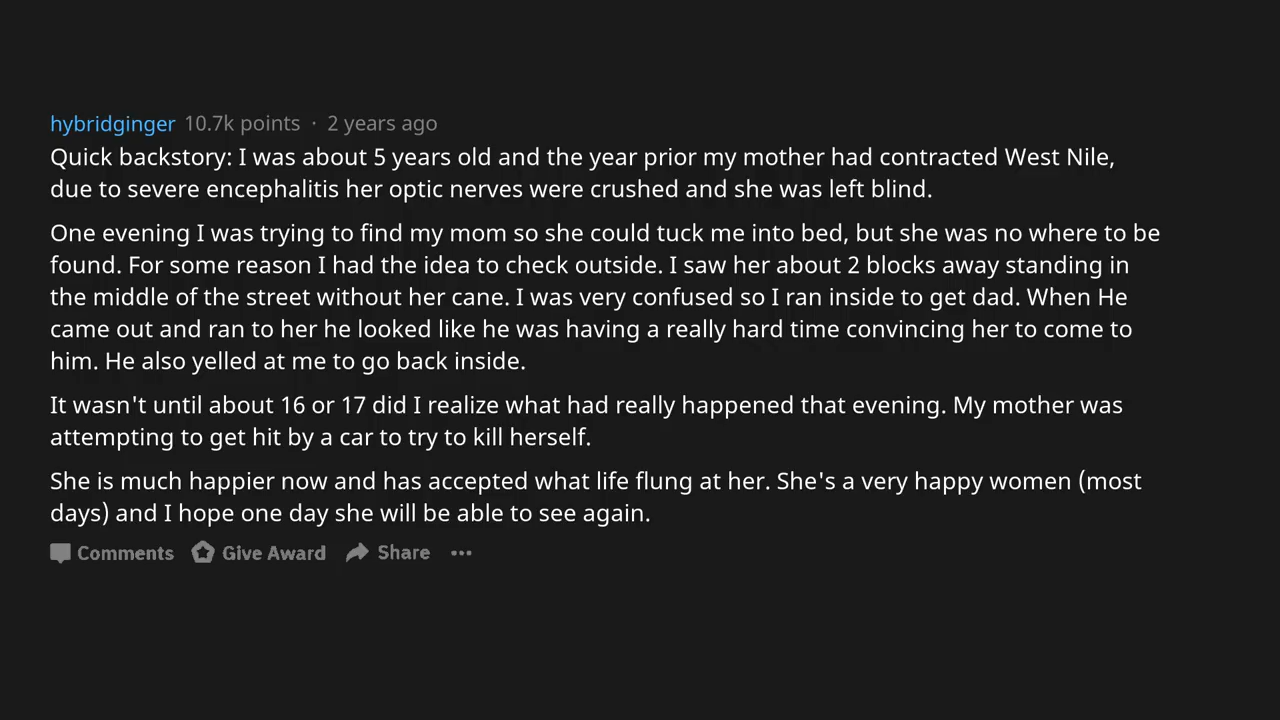 hybridginger 10.7k points · 2 years ago
Quick backstory: I was about 5 years old and the year prior my mother had contracted West Nile,
due to severe encephalitis her optic nerves were crushed and she was left blind.
One evening I was trying to find my mom so she could tuck me into bed, but she was no where to be
found. For some reason I had the idea to check outside. I saw her about 2 blocks away standing in
the middle of the street without her cane. I was very confused so I ran inside to get dad. When He
came out and ran to her he looked like he was having a really hard time convincing her to come to
him. He also yelled at me to go back inside.
It wasn't until about 16 or 17 did I realize what had really happened that evening. My mother was
attempting to get hit by a car to try to kill herself.
She is much happier now and has accepted what life flung at her. She's a very happy women (most
days) and I hope one day she will be able to see again.
Comments Give Award Share ···